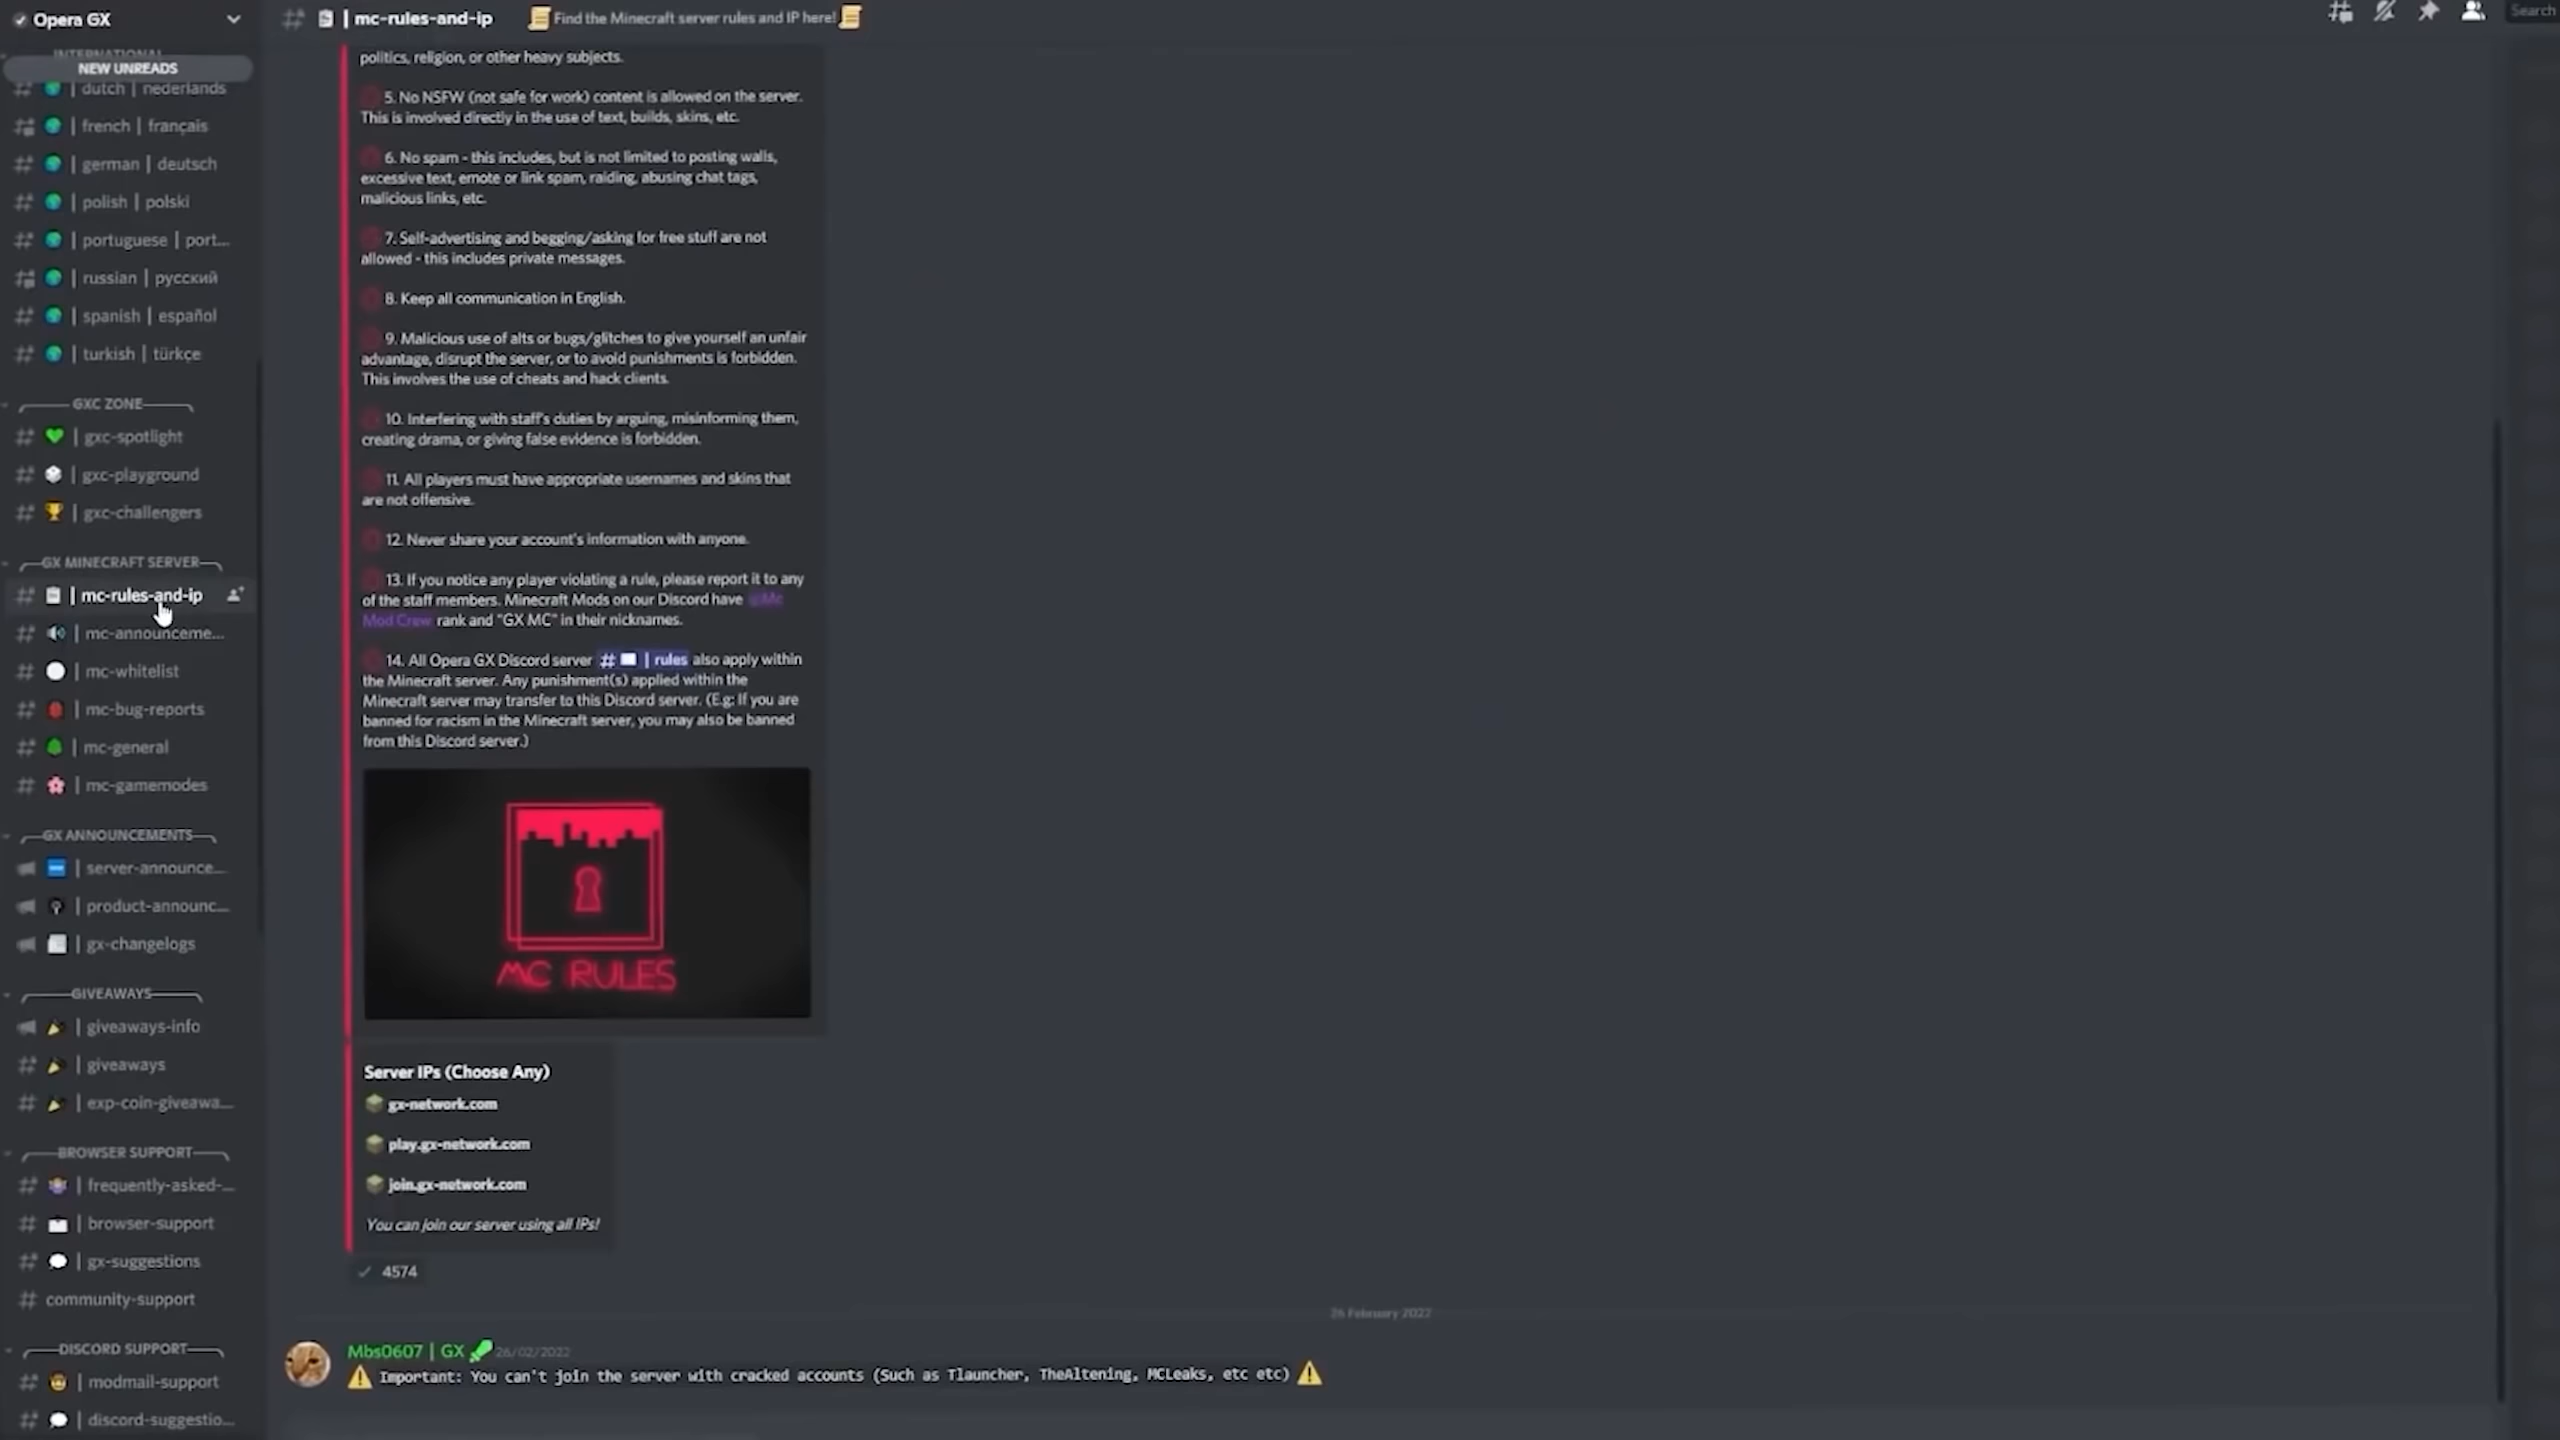 Opera GX
INTERNATIONAL
NEW UNREADS
| dutch | nederlands
| french | français
| german | deutsch
| polish | polski
| portuguese | port...
| russian | русский
| spanish | español
| turkish | türkçe
GXC ZONE
| gxc-spotlight
| gxc-playground
| gxc-challengers
GX MINECRAFT SERVER
| mc-rules-and-ip
| mc-announceme...
| mc-whitelist
| mc-bug-reports
| mc-general
| mc-gamemodes
GX ANNOUNCEMENTS
| server-announce...
| product-announc...
| gx-changelogs
GIVEAWAYS
| giveaways-info
| giveaways
| exp-coin-giveawa...
BROWSER SUPPORT
| frequently-asked-...
| browser-support
| gx-suggestions
community-support
DISCORD SUPPORT
| modmail-support
| discord-suggestio...
| mc-rules-and-ip
Find the Minecraft server rules and IP here!
Search
politics, religion, or other heavy subjects.
5. No NSFW (not safe for work) content is allowed on the server.
This is involved directly in the use of text, builds, skins, etc.
6. No spam - this includes, but is not limited to posting walls,
excessive text, emote or link spam, raiding, abusing chat tags,
malicious links, etc.
7. Self-advertising and begging/asking for free stuff are not
allowed - this includes private messages.
8. Keep all communication in English.
9. Malicious use of alts or bugs/glitches to give yourself an unfair
advantage, disrupt the server, or to avoid punishments is forbidden.
This involves the use of cheats and hack clients.
10. Interfering with staff's duties by arguing, misinforming them,
creating drama, or giving false evidence is forbidden.
11. All players must have appropriate usernames and skins that
are not offensive.
12. Never share your account's information with anyone.
13. If you notice any player violating a rule, please report it to any
of the staff members. Minecraft Mods on our Discord have @Mc
Mod Crew rank and "GX MC" in their nicknames.
14. All Opera GX Discord server # | rules also apply within
the Minecraft server. Any punishment(s) applied within the
Minecraft server may transfer to this Discord server. (E.g: If you are
banned for racism in the Minecraft server, you may also be banned
from this Discord server.)
MC RULES
Server IPs (Choose Any)
gx-network.com
play.gx-network.com
join.gx-network.com
You can join our server using all IPs!
4574
26 February 2022
Mbs0607 | GX 26/02/2022
Important: You can't join the server with cracked accounts (Such as Tlauncher, TheAltening, MCLeaks, etc etc)